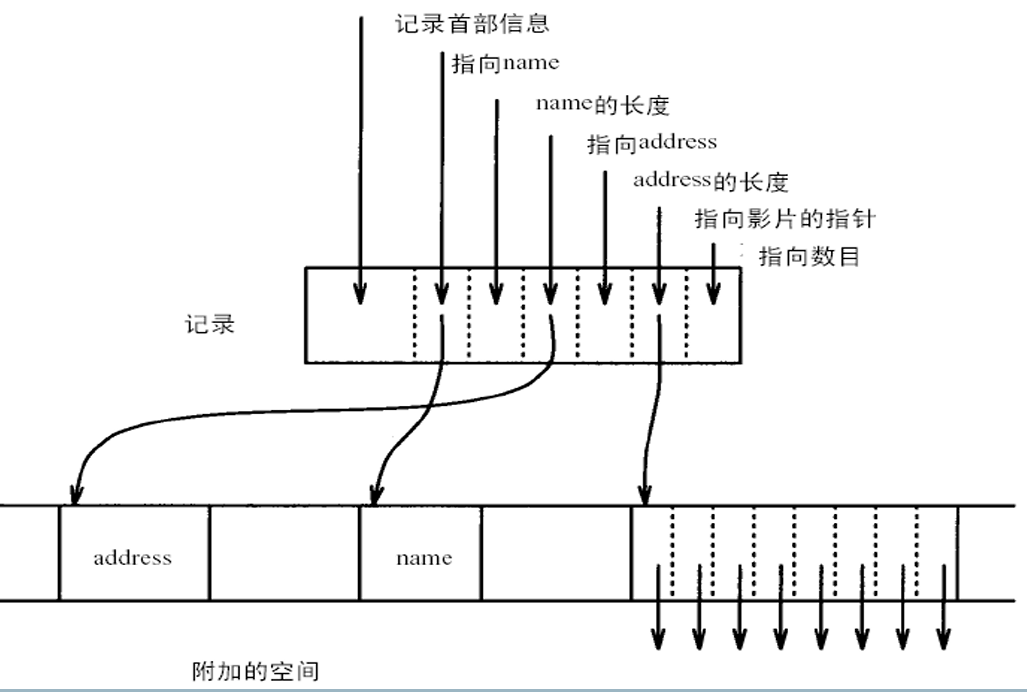 记录首部信息
指向name
name的长度
指向address
address的长度
指向影片的指针
指向数目
记录
address
name
附加的空间